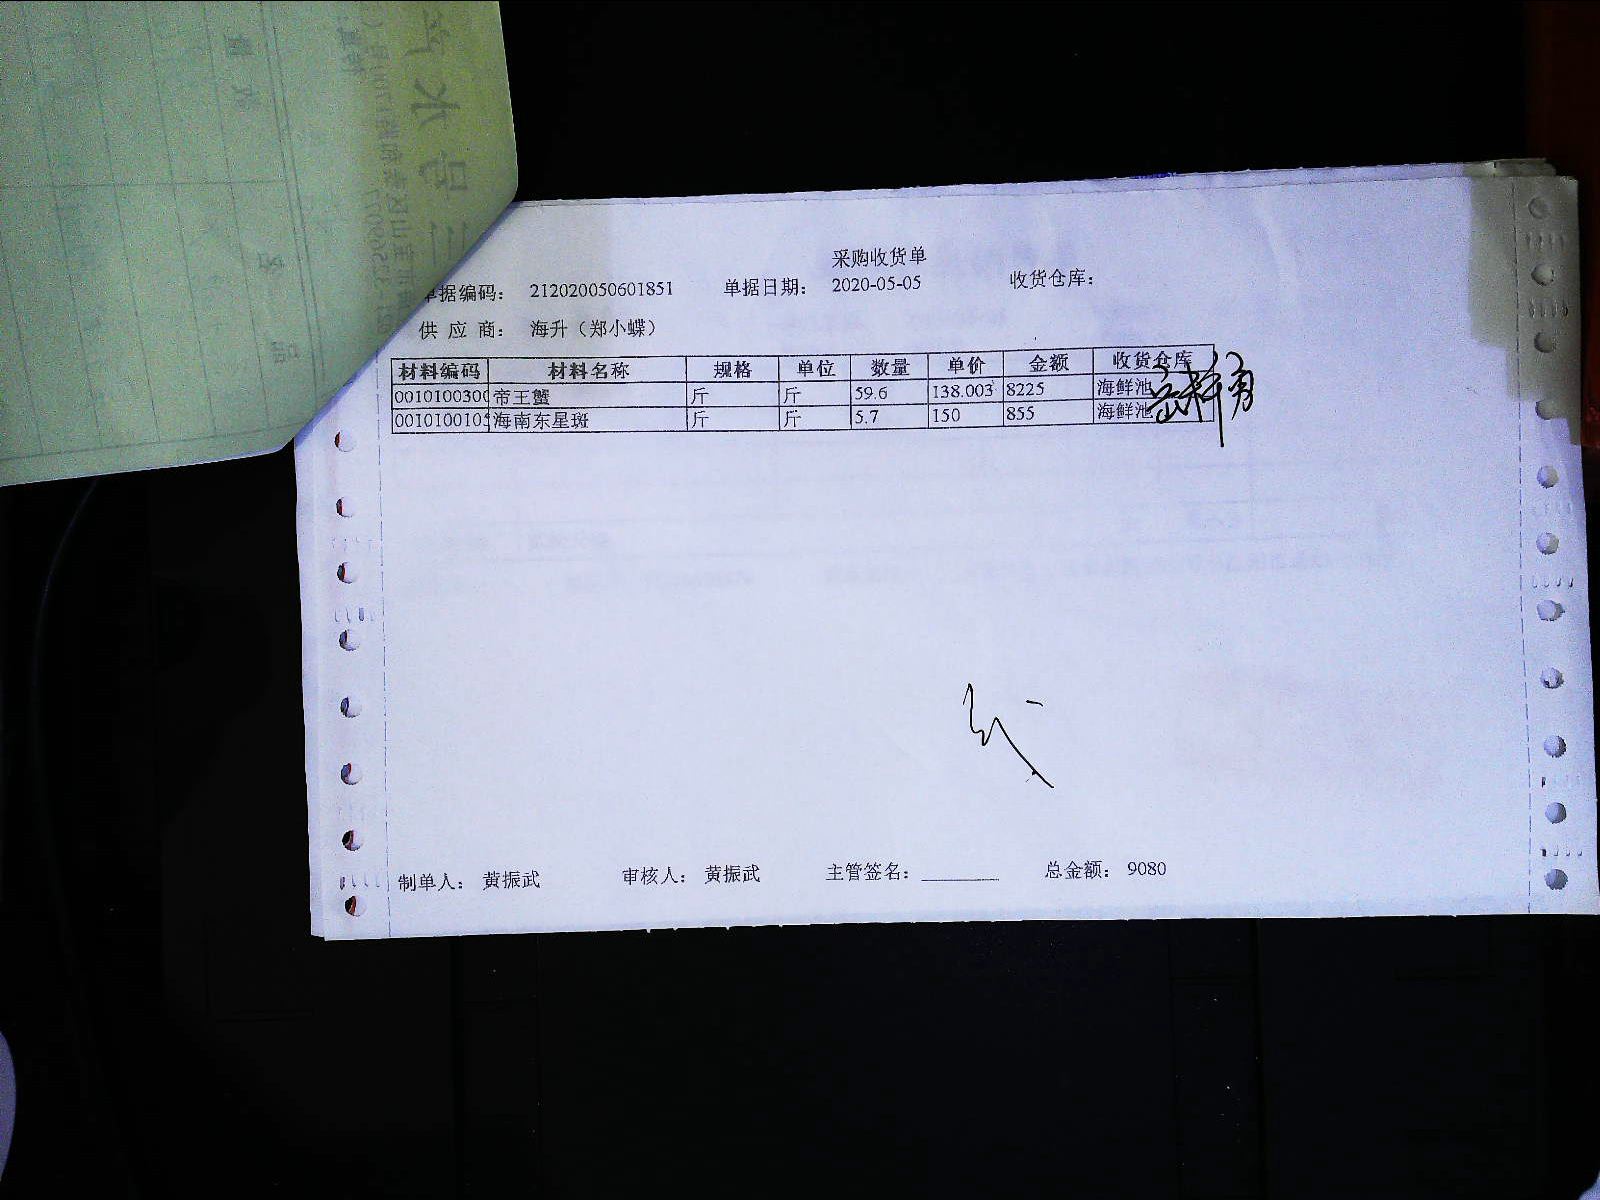 采购收货单
单据编码： 212020050601851 单据日期： 2020-05-05 收货仓库：
供 应 商： 海升（郑小蝶）
材料编码 材料名称 规格 单位 数量 单价 金额 收货仓库
0010100300 帝王蟹 斤 斤 59.6 138.003 8225 海鲜池
0010100105 海南东星斑 斤 斤 5.7 150 855 海鲜池
制单人： 黄振武 审核人： 黄振武 主管签名：________ 总金额： 9080